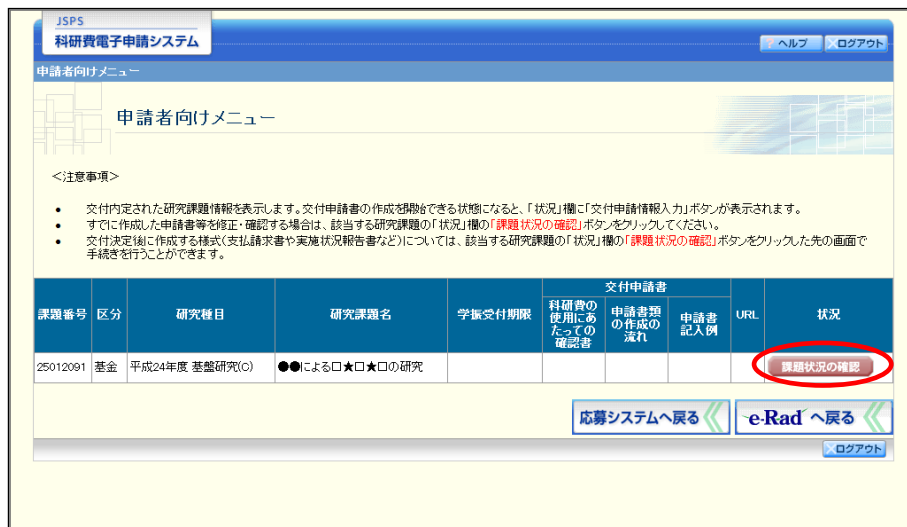 JSPS
科研費電子申請システム
? ヘルプ
ログアウト
申請者向けメニュー
申請者向けメニュー
<注意事項>
● 交付内定された研究課題情報を表示します。交付申請書の作成を開始できる状態になると、「状況」欄に「交付申請情報入力」ボタンが表示されます。
● すでに作成した申請書等を修正・確認する場合は、該当する研究課題の「状況」欄の「課題状況の確認」ボタンをクリックしてください。
● 交付決定後に作成する様式(支払請求書や実施状況報告書など)については、該当する研究課題の「状況」欄の「課題状況の確認」ボタンをクリックした先の画面で
手続きを行うことができます。
課題番号 区分 研究種目 研究課題名 学振受付期限 交付申請書 URL 状況
科研費の使用にあたっての確認書 申請書類の作成の流れ 申請書記入例
25012091 基金 平成24年度 基盤研究(C) ●●による□★□★□の研究 課題状況の確認
応募システムへ戻る
e-Rad へ戻る
ログアウト